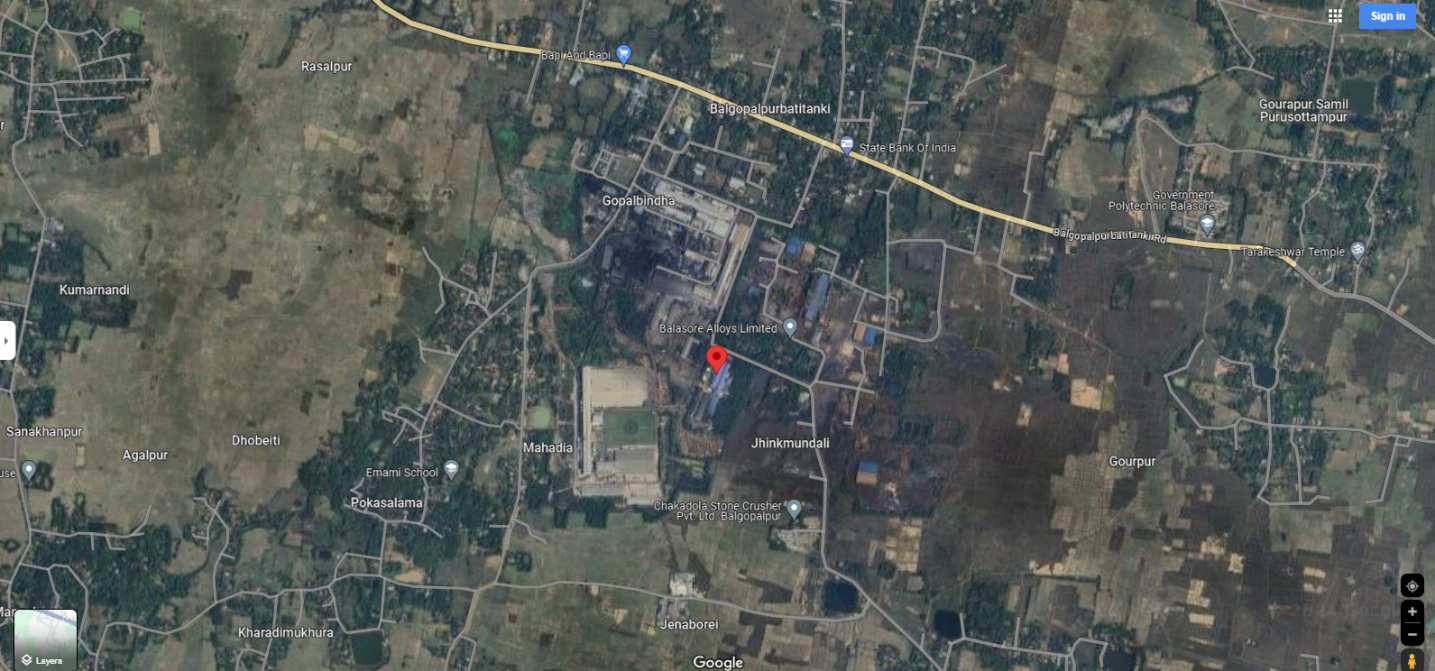 Sign in
Bapi And Bapi
Rasalpur
Balgopalpurbatitanki
Gourapur Samil
Purusottampur
State Bank Of India
Gopalbindha
Government
Polytechnic Balasore
Balgopalpurbatitanki Rd
Tarakeshwar Temple
Kumarnandi
Balasore Alloys Limited
Sanakhanpur
Dhobeiti
Agalpur
Mahadia
Jhinkmundali
Gourpur
Emami School
Pokasalama
Chakadola Stone Crusher
Pvt. Ltd. Balgopalpur
Jenaborei
Kharadimukhura
Layers
Google